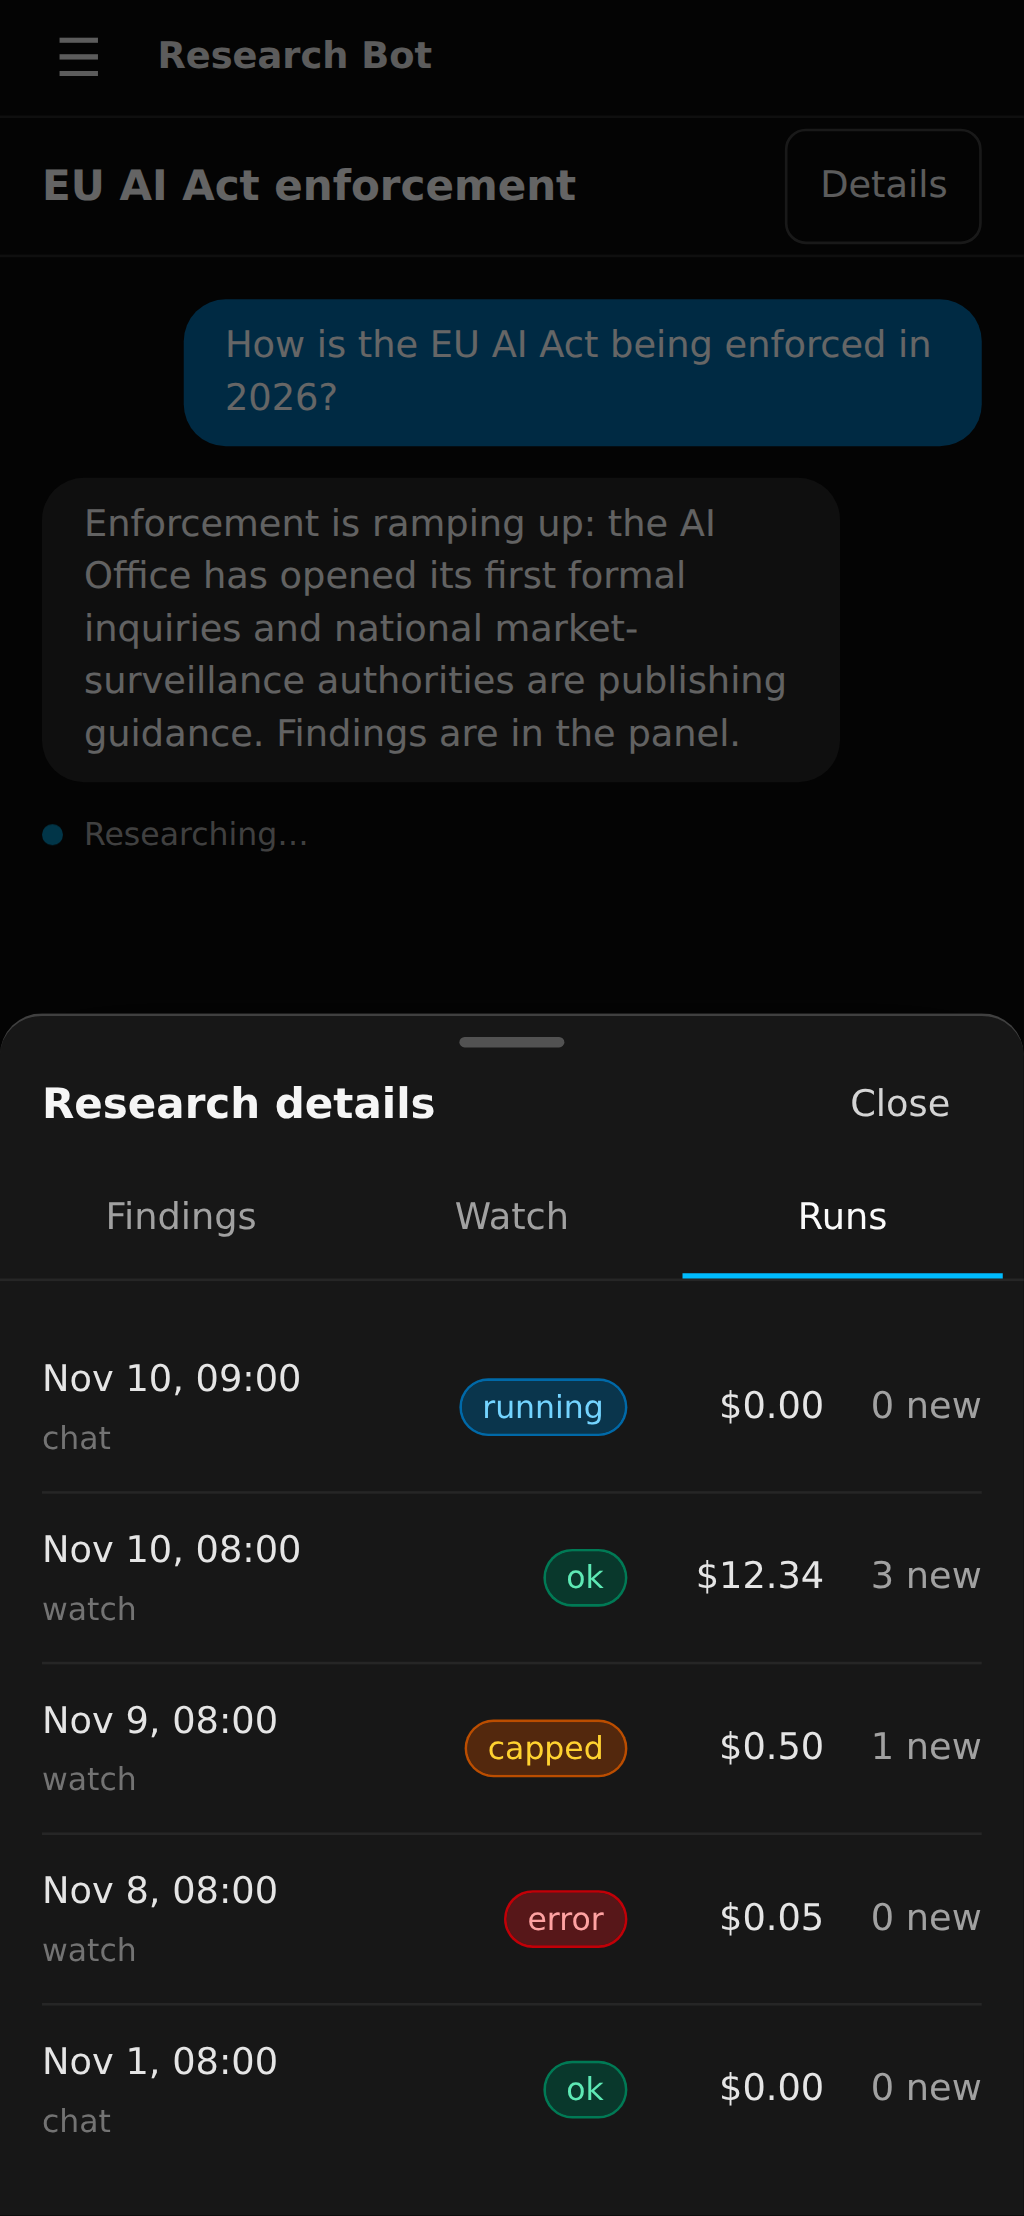 Research Bot
EU AI Act enforcement
Details
How is the EU AI Act being enforced in
2026?
Enforcement is ramping up: the AI
Office has opened its first formal
inquiries and national market-
surveillance authorities are publishing
guidance. Findings are in the panel.
Researching…
Research details
Close
Findings Watch Runs
Nov 10, 09:00
chat
running $0.00 0 new
Nov 10, 08:00
watch
ok $12.34 3 new
Nov 9, 08:00
watch
capped $0.50 1 new
Nov 8, 08:00
watch
error $0.05 0 new
Nov 1, 08:00
chat
ok $0.00 0 new